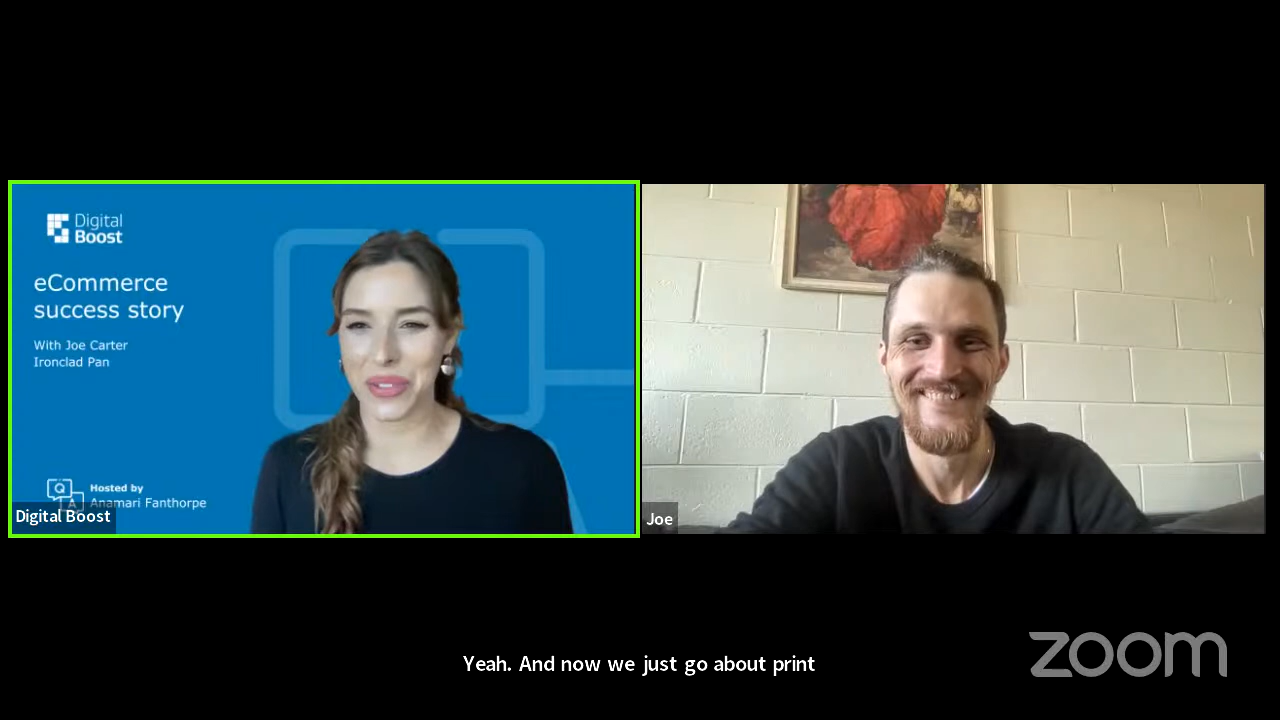 Digital
Boost
eCommerce
success story
With Joe Carter
Ironclad Pan
Q
A
Hosted by
Anamari Fanthorpe
Digital Boost
Joe
Yeah. And now we just go about print
zoom